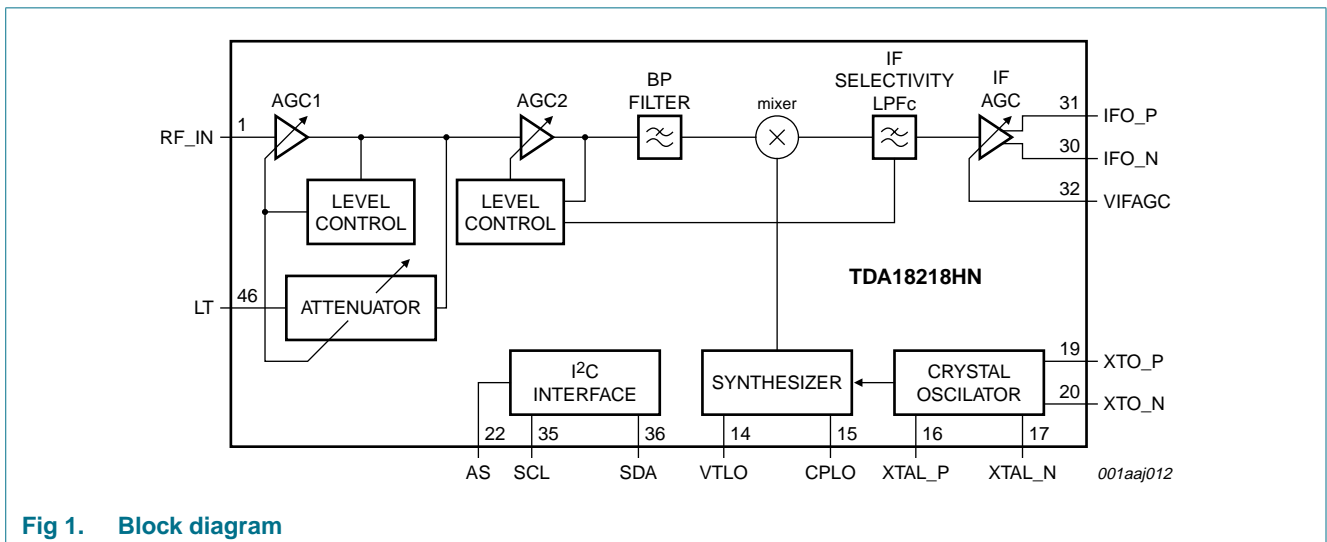 IF
SELECTIVITY
LPFc
BP
FILTER
IF
AGC
AGC1
AGC2
mixer
RF_IN
1
31
IFO_P
30
IFO_N
32
VIFAGC
LEVEL
CONTROL
LEVEL
CONTROL
TDA18218HN
LT
46
ATTENUATOR
I2C
INTERFACE
SYNTHESIZER
CRYSTAL
OSCILATOR
19
XTO_P
20
XTO_N
22
35
36
14
15
16
17
AS
SCL
SDA
VTLO
CPLO
XTAL_P
XTAL_N
001aaj012
Fig 1. Block diagram